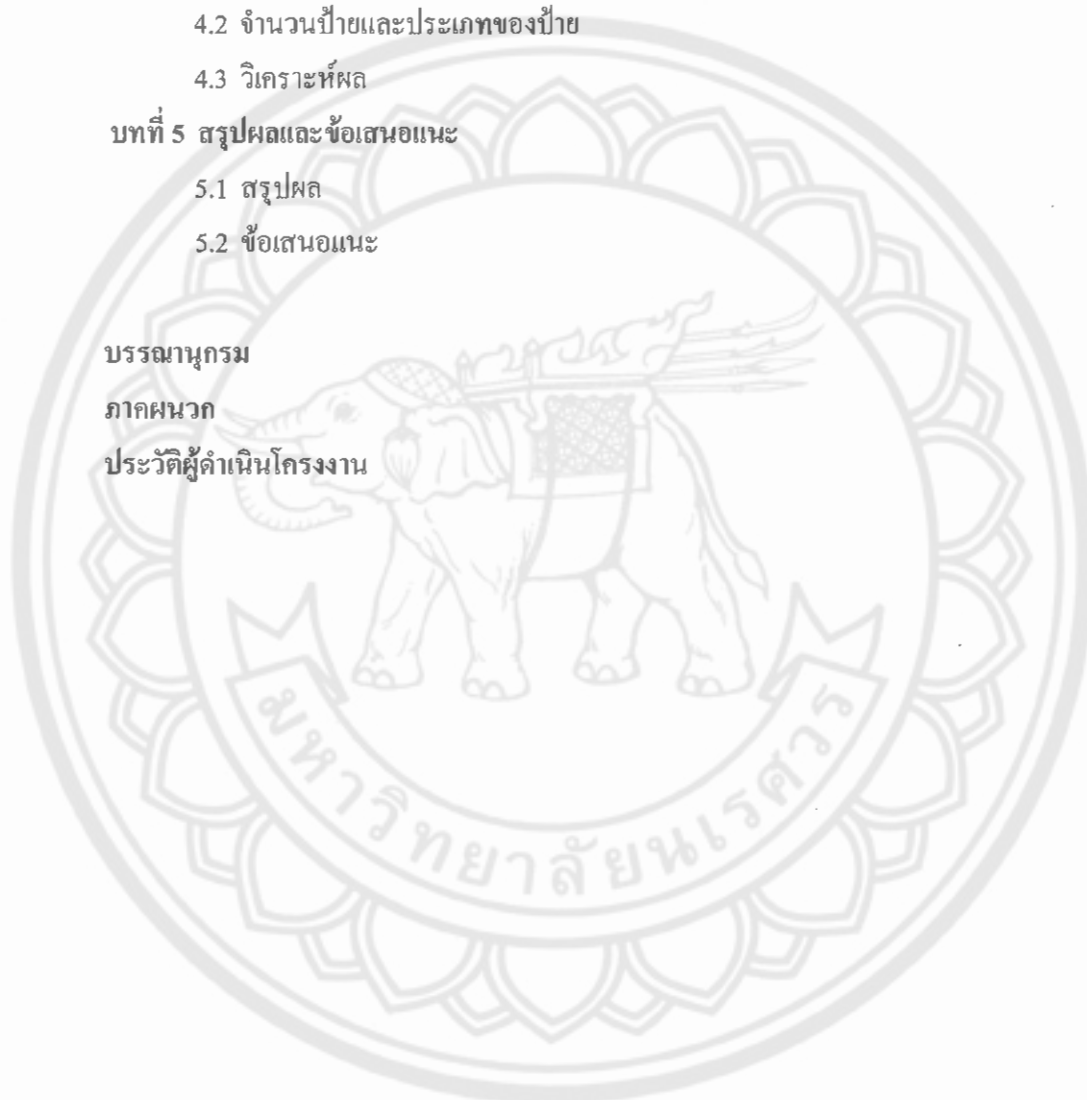 4.2 จำนวนป้ายและประเภทของป้าย
4.3 วิเคราะห์ผล
บทที่ 5 สรุปผลและข้อเสนอแนะ
5.1 สรุปผล
5.2 ข้อเสนอแนะ
บรรณานุกรม
ภาคผนวก
ประวัติผู้ดำเนินโครงงาน
มหาวิทยาลัยนเรศวร